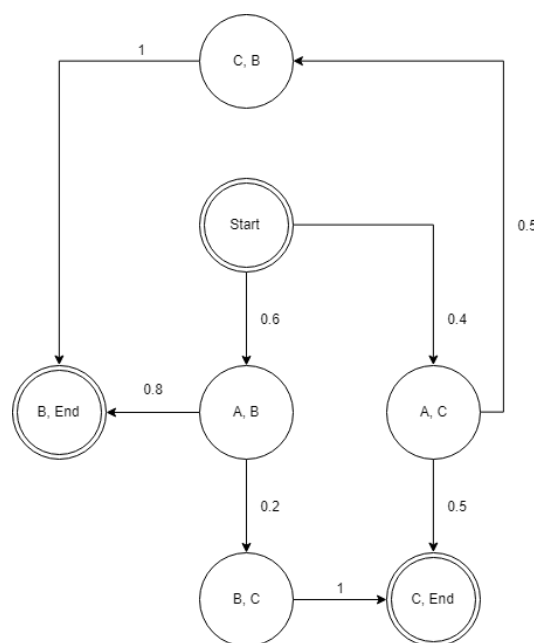 1
C, B
Start
0.5
0.6
0.4
0.8
B, End
A, B
A, C
0.2
0.5
1
B, C
C, End